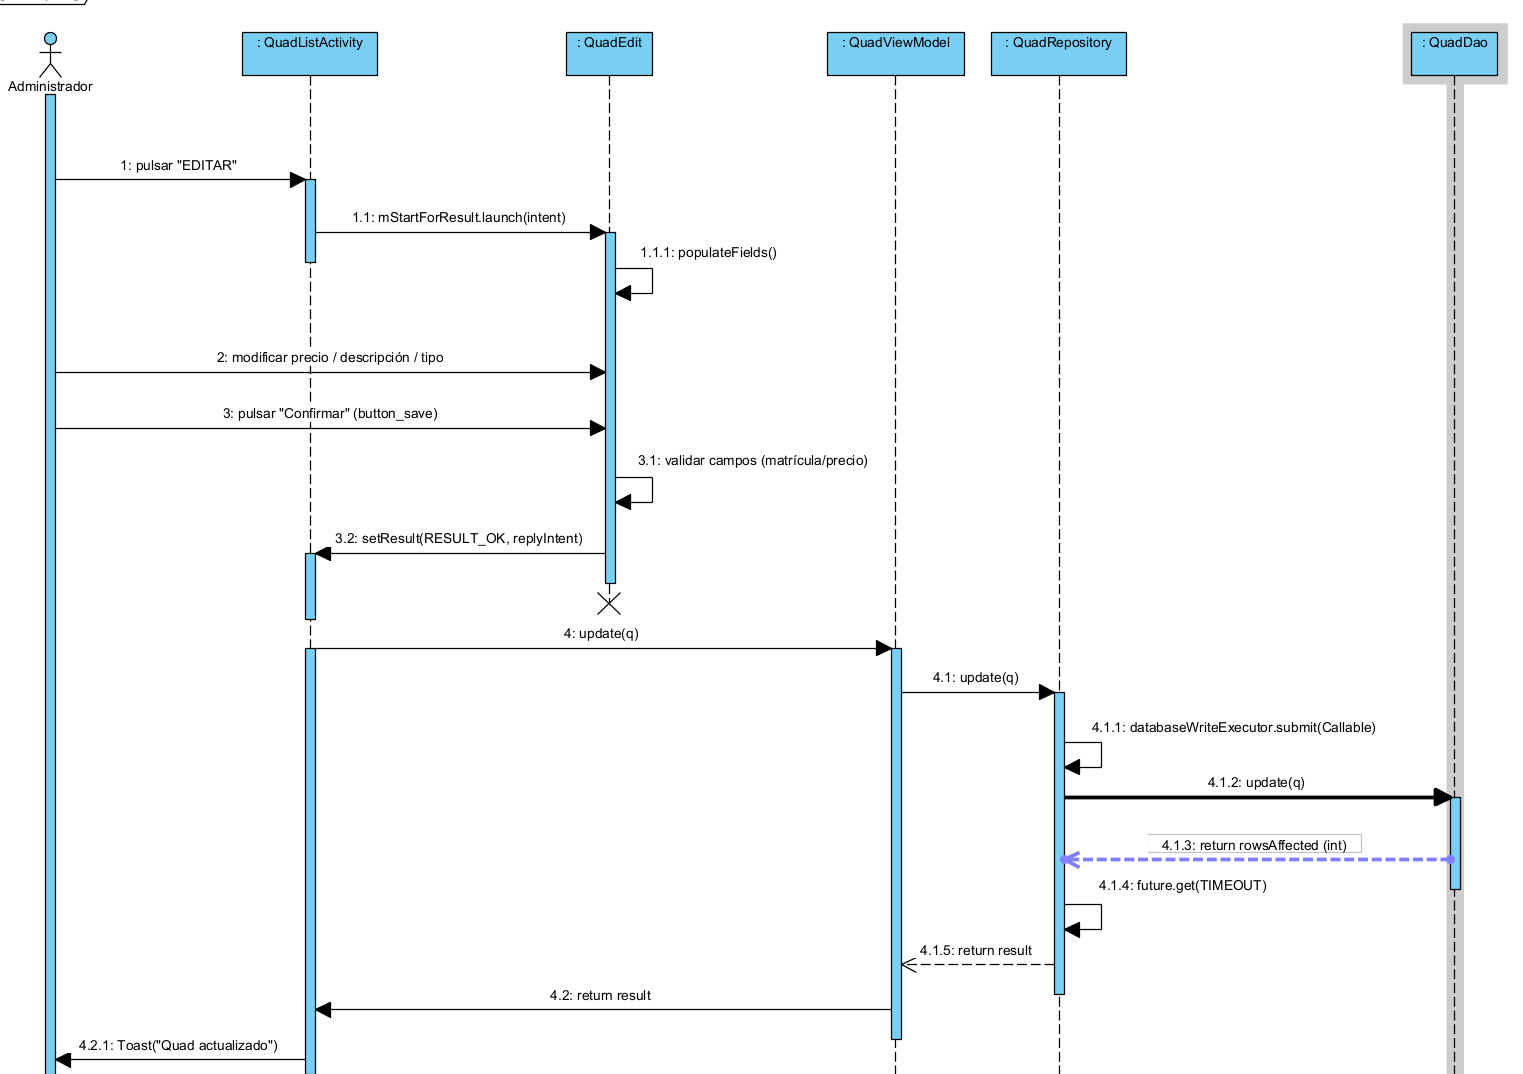 : QuadListActivity
: QuadEdit
: QuadViewModel
: QuadRepository
: QuadDao
Administrador
1: pulsar "EDITAR"
1.1: mStartForResult.launch(intent)
1.1.1: populateFields()
2: modificar precio / descripción / tipo
3: pulsar "Confirmar" (button_save)
3.1: validar campos (matrícula/precio)
3.2: setResult(RESULT_OK, replyIntent)
4: update(q)
4.1: update(q)
4.1.1: databaseWriteExecutor.submit(Callable)
4.1.2: update(q)
4.1.3: return rowsAffected (int)
4.1.4: future.get(TIMEOUT)
4.1.5: return result
4.2: return result
4.2.1: Toast("Quad actualizado")